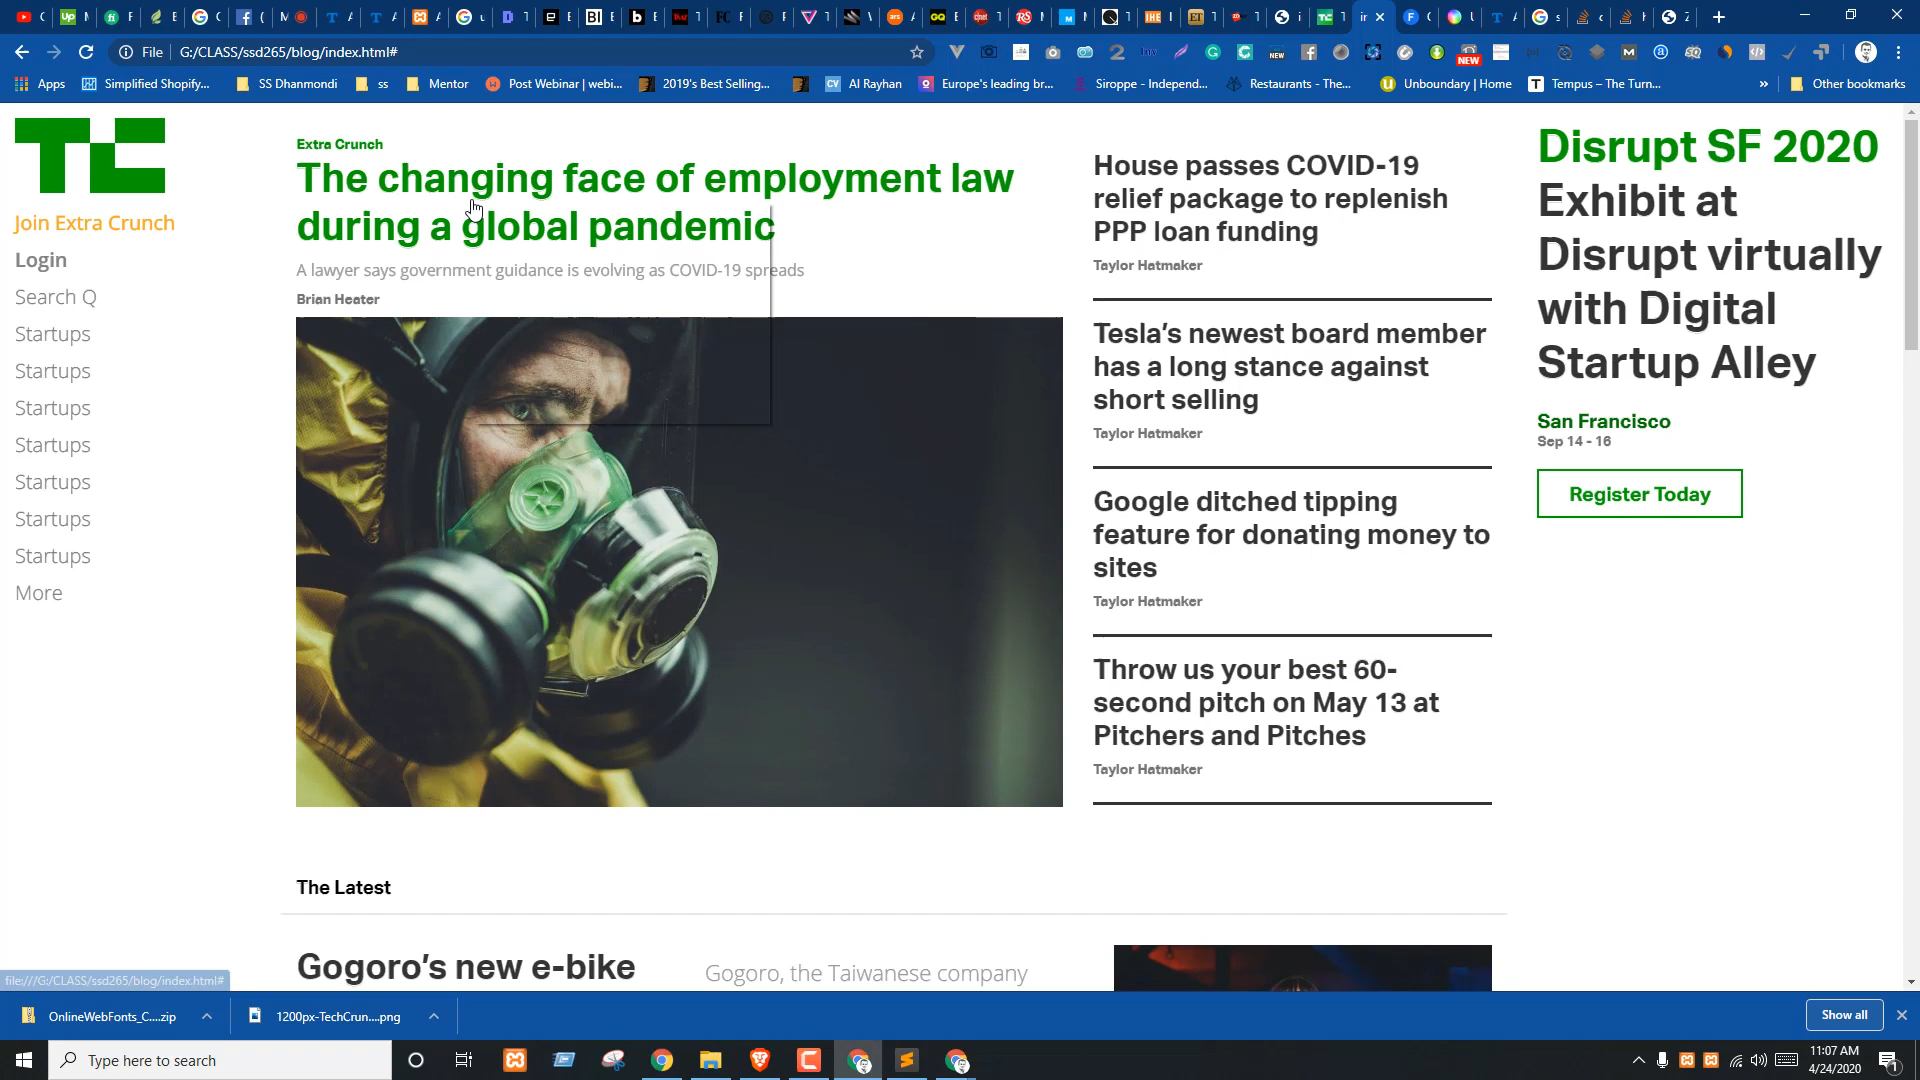 File
G:/CLASS/ssd265/blog/index.html#
Apps
Simplified Shopify...
SS Dhanmondi
ss
Mentor
Post Webinar | webi...
2019's Best Selling...
Al Rayhan
Europe's leading br...
Siroppe - Independ...
Restaurants - The...
Unboundary | Home
Tempus – The Turn...
»
Other bookmarks
Join Extra Crunch
Login
Search Q
Startups
Startups
Startups
Startups
Startups
Startups
Startups
More
Extra Crunch
The changing face of employment law
during a global pandemic
A lawyer says government guidance is evolving as COVID-19 spreads
Brian Heater
House passes COVID-19
relief package to replenish
PPP loan funding
Taylor Hatmaker
Tesla's newest board member
has a long stance against
short selling
Taylor Hatmaker
Google ditched tipping
feature for donating money to
sites
Taylor Hatmaker
Throw us your best 60-
second pitch on May 13 at
Pitchers and Pitches
Taylor Hatmaker
Disrupt SF 2020
Exhibit at
Disrupt virtually
with Digital
Startup Alley
San Francisco
Sep 14 - 16
Register Today
The Latest
Gogoro's new e-bike
Gogoro, the Taiwanese company
file:///G:/CLASS/ssd265/blog/index.html#
OnlineWebFonts_C....zip
1200px-TechCrun....png
Show all
Type here to search
11:07 AM
4/24/2020